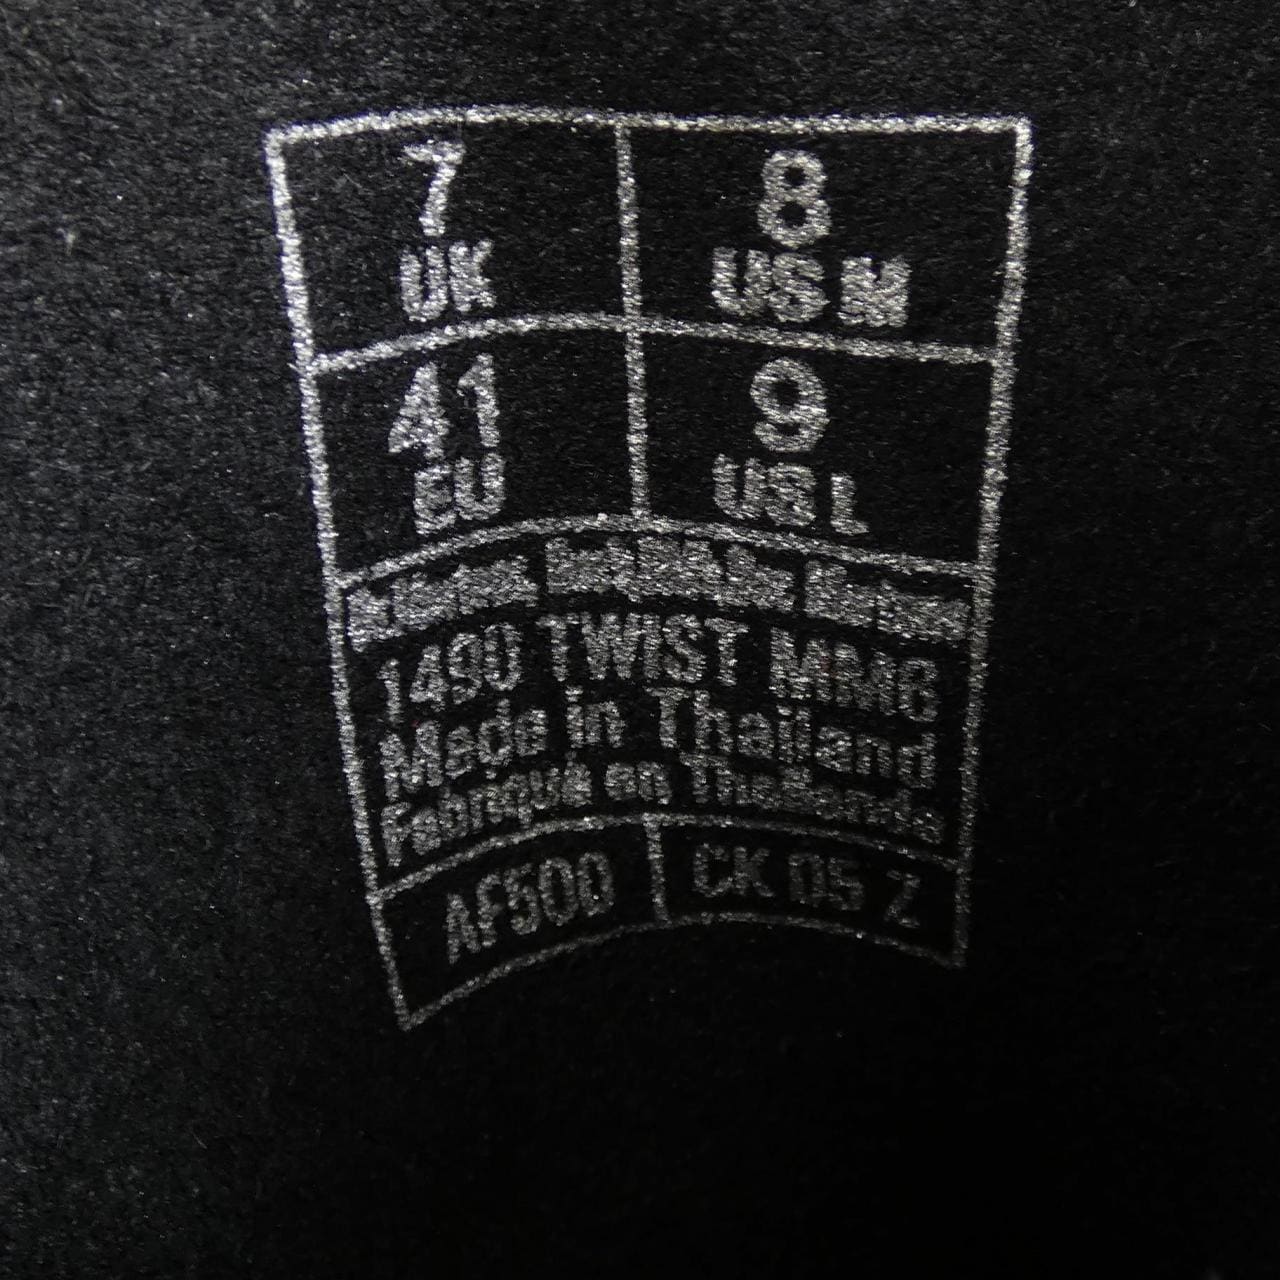 7 UK
8 US M
41 EU
9 US L
1490 TWIST MM6
Made in Thailand
Fabriqué en Thaïlande
AF500
CK 05 Z